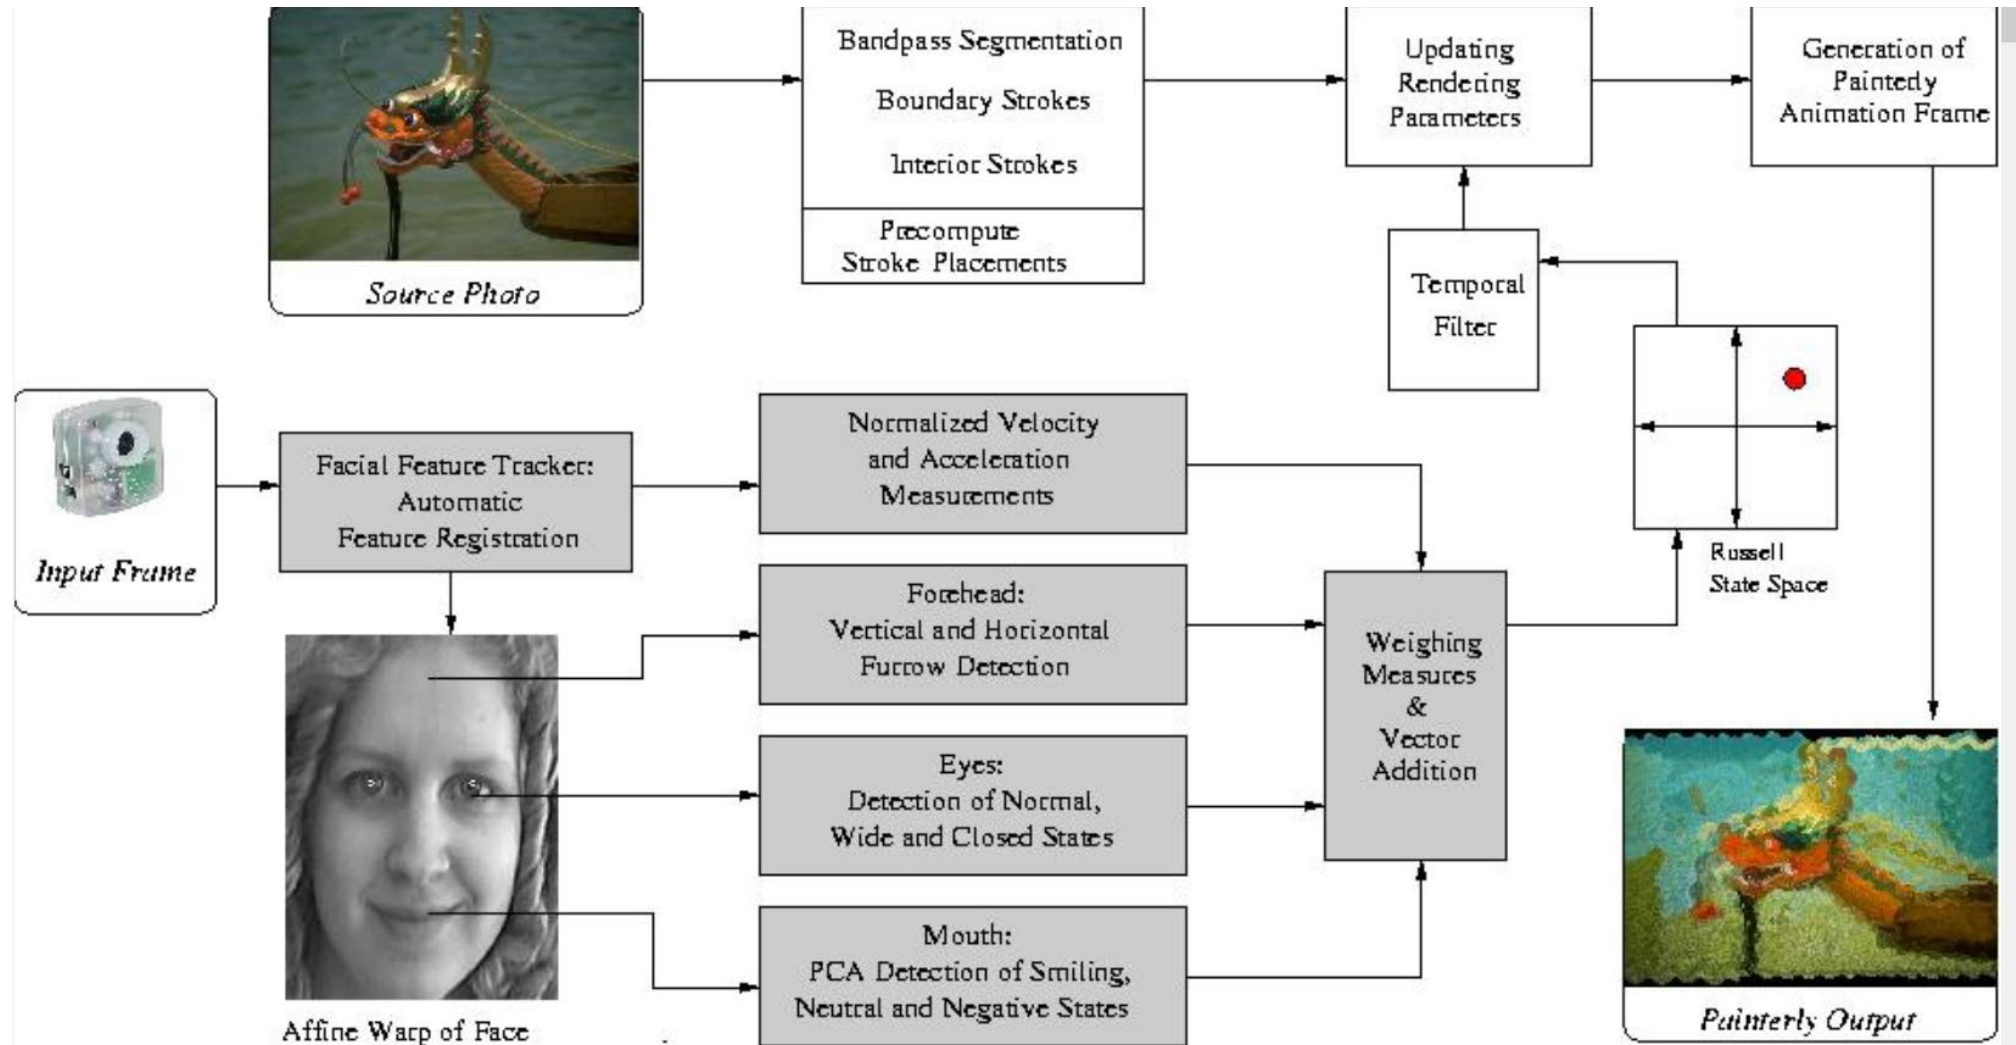 Source Photo
Bandpass Segmentation
Boundary Strokes
Interior Strokes
Precompute
Stroke Placements
Updating
Rendering
Parameters
Generation of
Painterly
Animation Frame
Temporal
Filter
Russell
State Space
Input Frame
Facial Feature Tracker:
Automatic
Feature Registration
Affine Warp of Face
Normalized Velocity
and Acceleration
Measurements
Forehead:
Vertical and Horizontal
Furrow Detection
Eyes:
Detection of Normal,
Wide and Closed States
Mouth:
PCA Detection of Smiling,
Neutral and Negative States
Weighing
Measures
&
Vector
Addition
Painterly Output